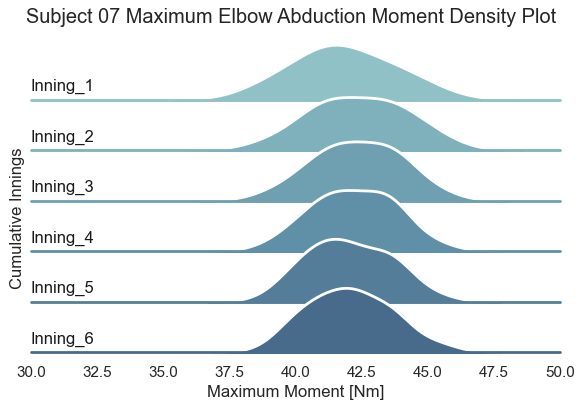 Subject 07 Maximum Elbow Abduction Moment Density Plot
Cumulative Innings
Inning_1
Inning_2
Inning_3
Inning_4
Inning_5
Inning_6
30.0 32.5 35.0 37.5 40.0 42.5 45.0 47.5 50.0
Maximum Moment [Nm]